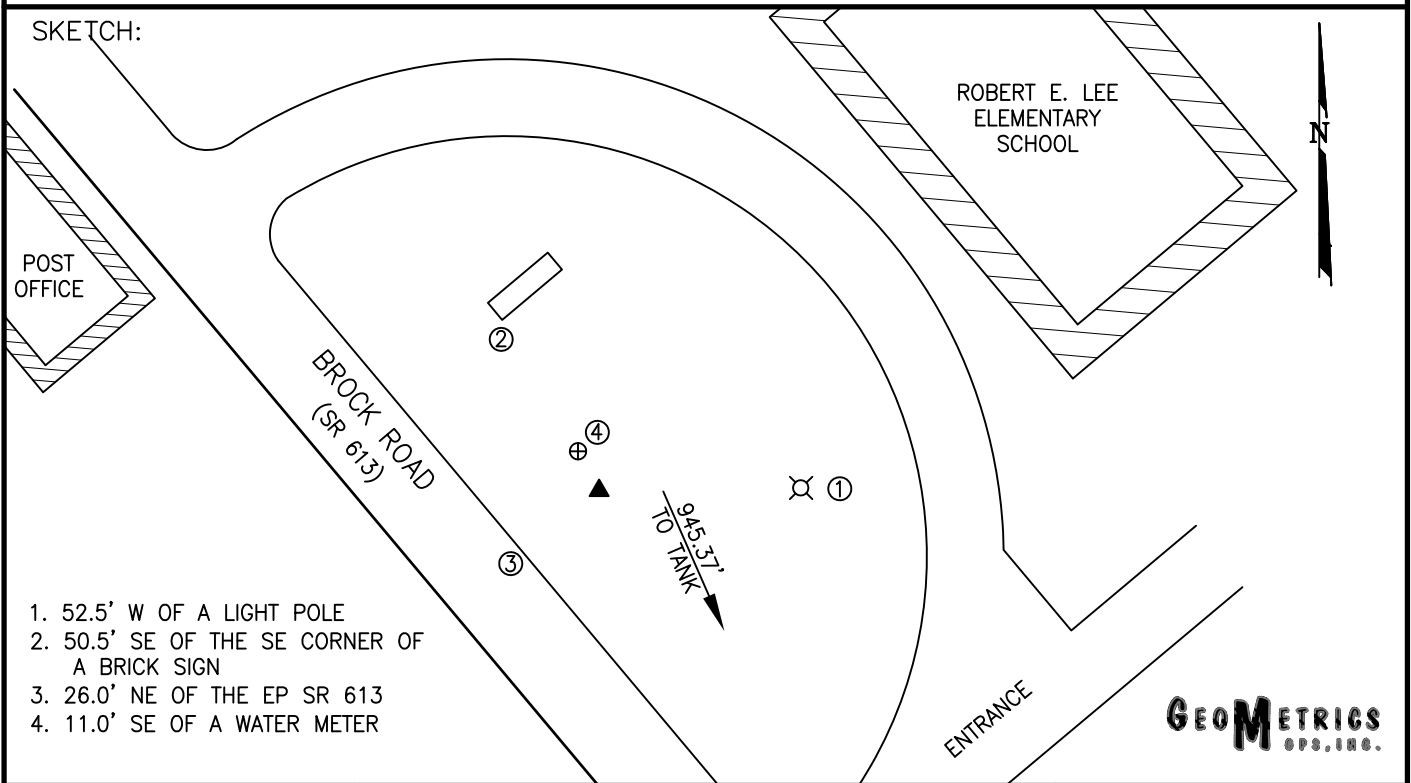 SKETCH:
ROBERT E. LEE
ELEMENTARY
SCHOOL
N
POST
OFFICE
2
BROCK ROAD
(SR 613)
4
1
945.37'
TO TANK
3
1. 52.5' W OF A LIGHT POLE
2. 50.5' SE OF THE SE CORNER OF
A BRICK SIGN
3. 26.0' NE OF THE EP SR 613
4. 11.0' SE OF A WATER METER
ENTRANCE
GEOMETRICS
GPS, INC.